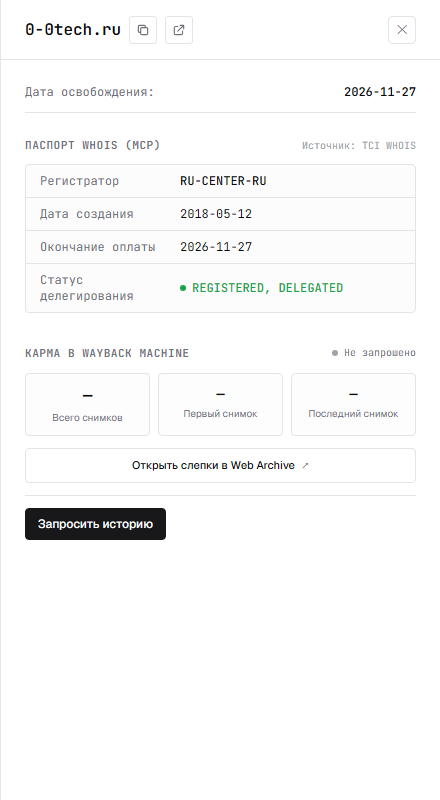 0-0tech.ru
Дата освобождения: 2026-11-27
ПАСПОРТ WHOIS (МСР) Источник: TCI WHOIS
Регистратор RU-CENTER-RU
Дата создания 2018-05-12
Окончание оплаты 2026-11-27
Статус делегирования REGISTERED, DELEGATED
КАРМА В WAYBACK MACHINE Не запрошено
— — —
Всего снимков Первый снимок Последний снимок
Открыть слепки в Web Archive ↗
Запросить историю